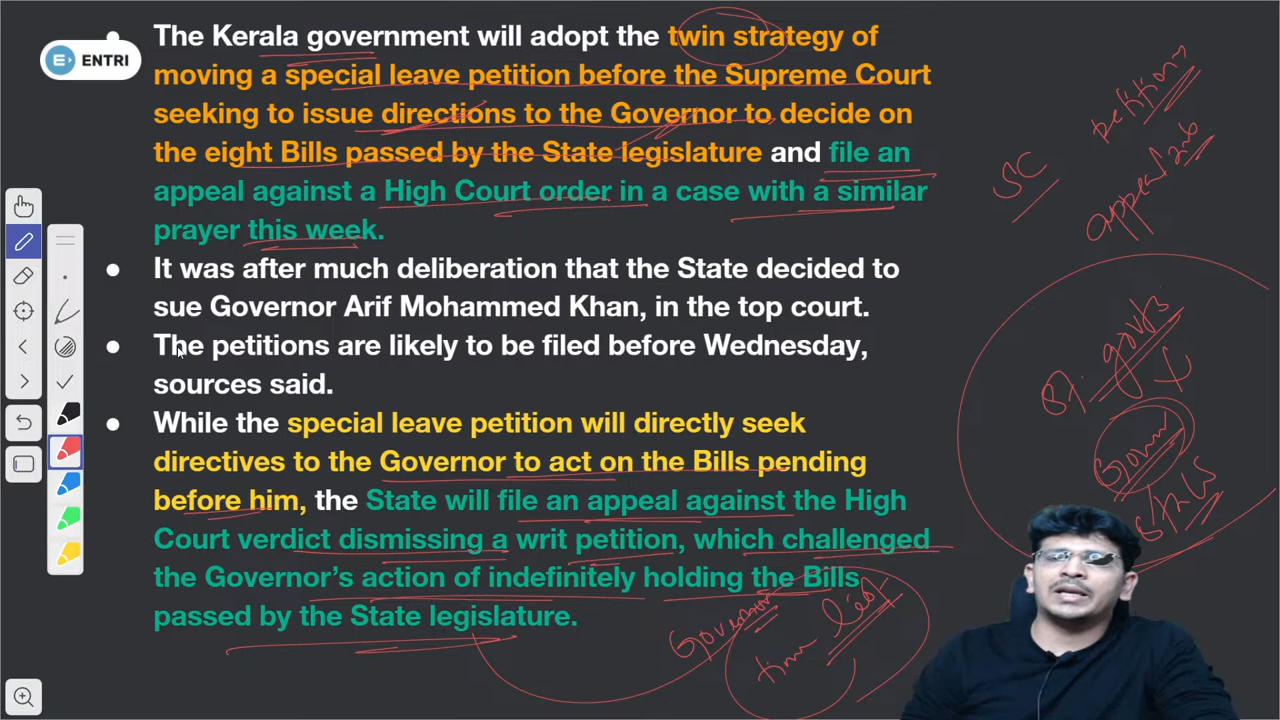 The Kerala government will adopt the twin strategy of
moving a special leave petition before the Supreme Court
seeking to issue directions to the Governor to decide on
the eight Bills passed by the State legislature and file an
appeal against a High Court order in a case with a similar
prayer this week.
It was after much deliberation that the State decided to
sue Governor Arif Mohammed Khan, in the top court.
The petitions are likely to be filed before Wednesday,
sources said.
While the special leave petition will directly seek
directives to the Governor to act on the Bills pending
before him, the State will file an appeal against the High
Court verdict dismissing a writ petition, which challenged
the Governor’s action of indefinitely holding the Bills
passed by the State legislature.
ENTRI
petitions
SC
govts
Governor
time